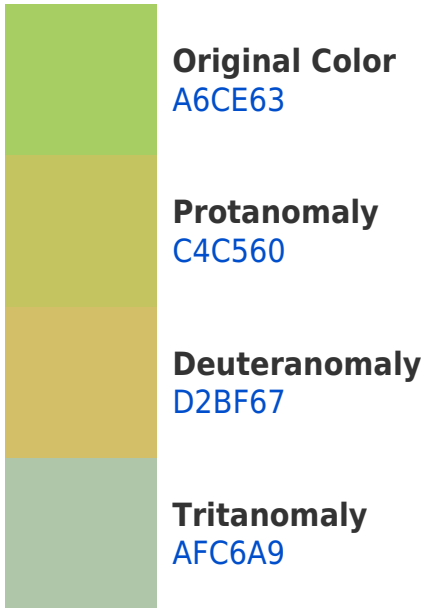 Original Color
A6CE63
Protanomaly
C4C560
Deuteranomaly
D2BF67
Tritanomaly
AFC6A9